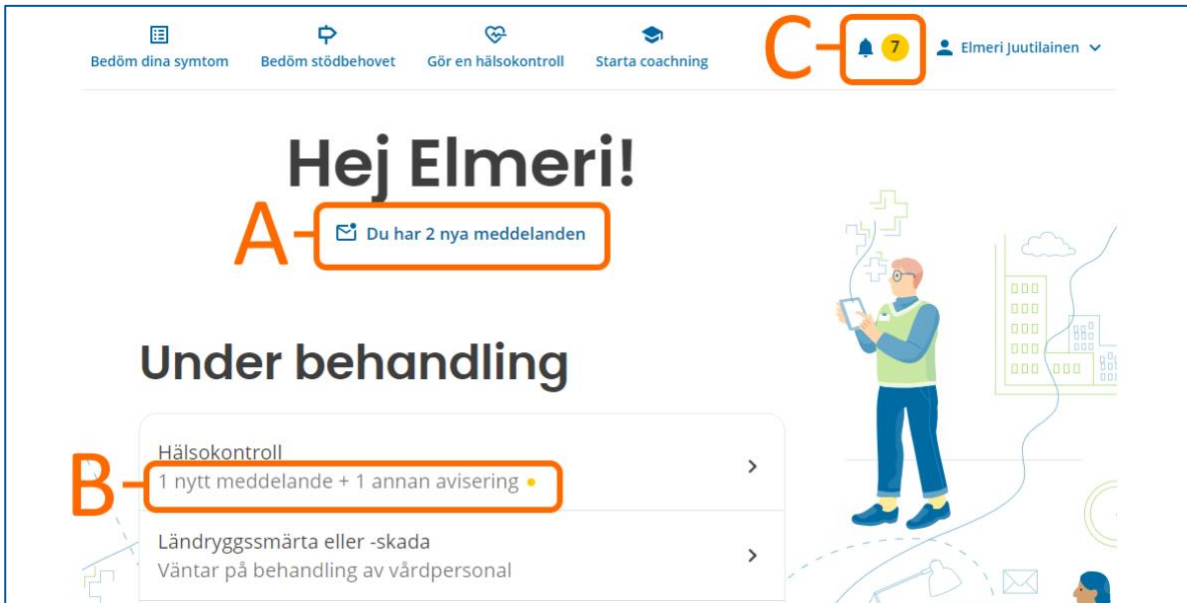 Bedöm dina symtom Bedöm stödbehovet Gör en hälsokontroll Starta coachning C 7 Elmeri Juutilainen
Hej Elmeri!
A Du har 2 nya meddelanden
Under behandling
Hälsokontroll
B 1 nytt meddelande + 1 annan avisering
Ländryggssmärta eller -skada
Väntar på behandling av vårdpersonal